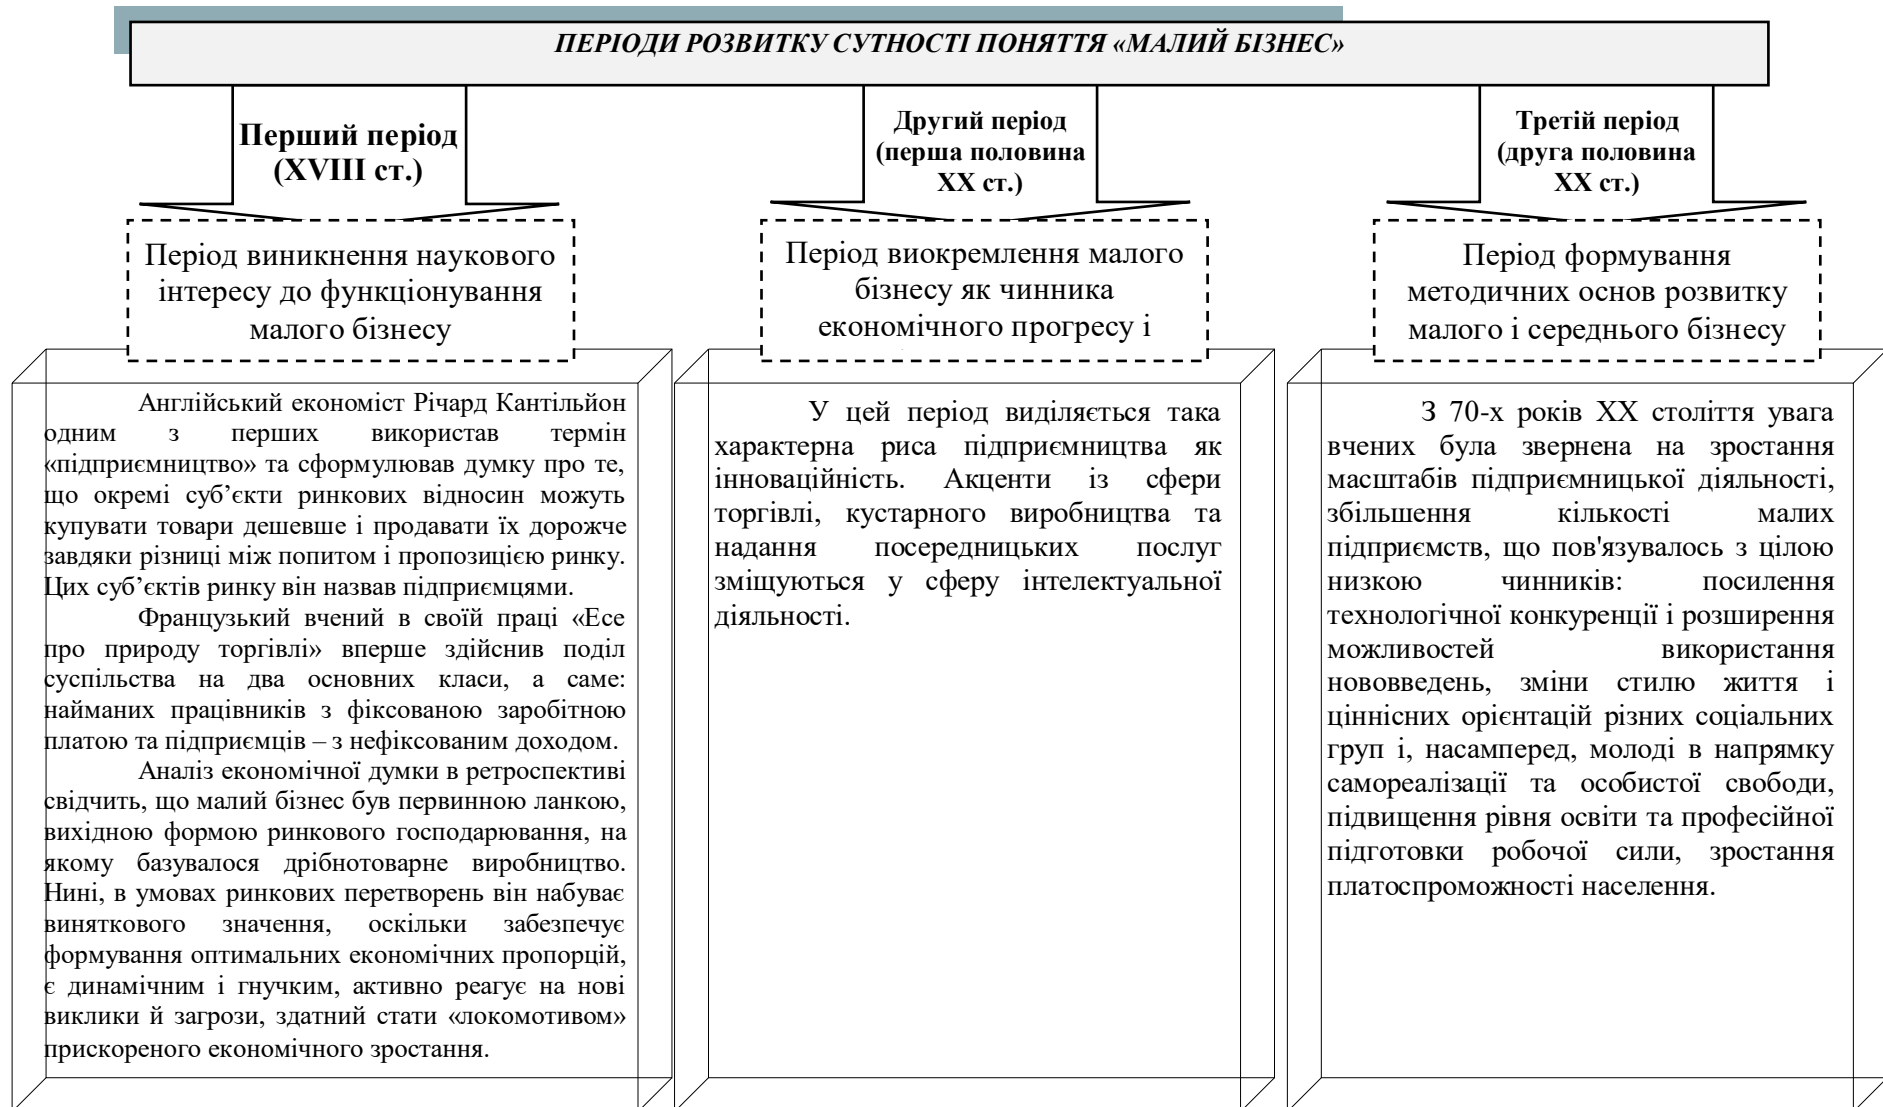 ПЕРІОДИ РОЗВИТКУ СУТНОСТІ ПОНЯТТЯ «МАЛИЙ БІЗНЕС»
Перший період
(XVIII ст.)
Період виникнення наукового
інтересу до функціонування
малого бізнесу
Англійський економіст Річард Кантільйон
одним з перших використав термін
«підприємництво» та сформулював думку про те,
що окремі суб’єкти ринкових відносин можуть
купувати товари дешевше і продавати їх дорожче
завдяки різниці між попитом і пропозицією ринку.
Цих суб’єктів ринку він назвав підприємцями.
Французький вчений в своїй праці «Есе
про природу торгівлі» вперше здійснив поділ
суспільства на два основних класи, а саме:
найманих працівників з фіксованою заробітною
платою та підприємців – з нефіксованим доходом.
Аналіз економічної думки в ретроспективі
свідчить, що малий бізнес був первинною ланкою,
вихідною формою ринкового господарювання, на
якому базувалося дрібнотоварне виробництво.
Нині, в умовах ринкових перетворень він набуває
виняткового значення, оскільки забезпечує
формування оптимальних економічних пропорцій,
є динамічним і гнучким, активно реагує на нові
виклики й загрози, здатний стати «локомотивом»
прискореного економічного зростання.
Другий період
(перша половина
XX ст.)
Період виокремлення малого
бізнесу як чинника
економічного прогресу і
У цей період виділяється така
характерна риса підприємництва як
інноваційність. Акценти із сфери
торгівлі, кустарного виробництва та
надання посередницьких послуг
зміщуються у сферу інтелектуальної
діяльності.
Третій період
(друга половина
XX ст.)
Період формування
методичних основ розвитку
малого і середнього бізнесу
З 70-х років XX століття увага
вчених була звернена на зростання
масштабів підприємницької діяльності,
збільшення кількості малих
підприємств, що пов'язувалось з цілою
низкою чинників: посилення
технологічної конкуренції і розширення
можливостей використання
нововведень, зміни стилю життя і
ціннісних орієнтацій різних соціальних
груп і, насамперед, молоді в напрямку
самореалізації та особистої свободи,
підвищення рівня освіти та професійної
підготовки робочої сили, зростання
платоспроможності населення.